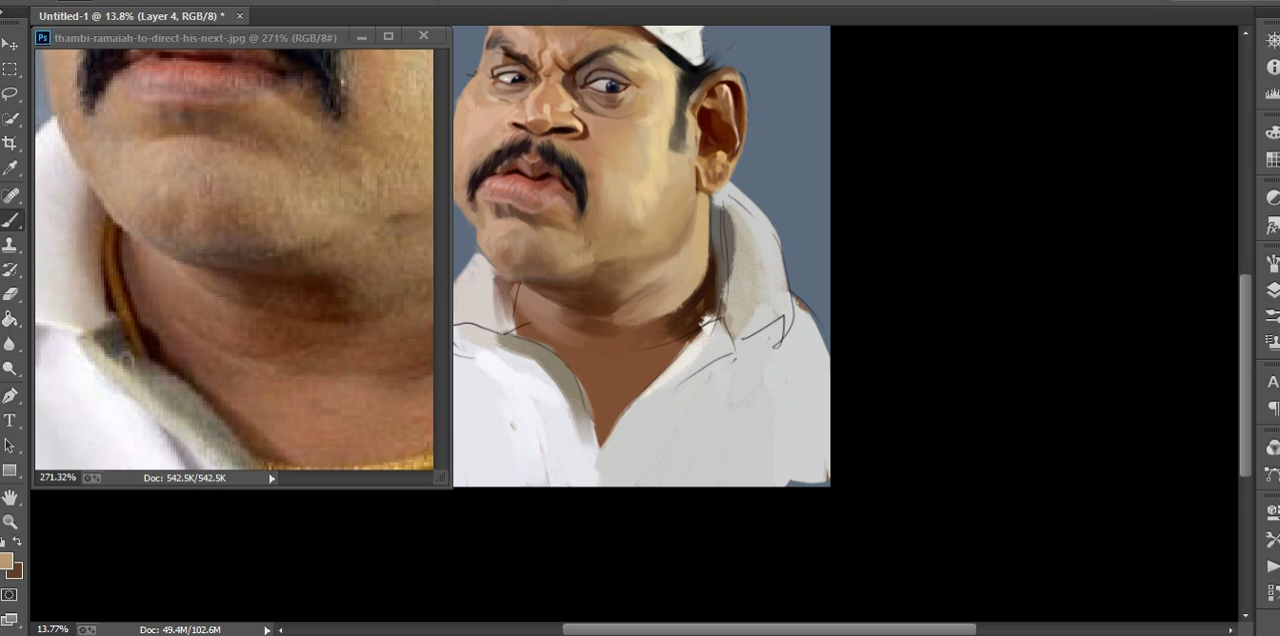 Untitled-1 @ 13.8% (Layer 4, RGB/8) * ×
Ps thambi-ramaiah-to-direct-his-next-.jpg @ 271% (RGB/8#)
271.32% Doc: 542.5K/542.5K
13.77% Doc: 49.4M/102.6M